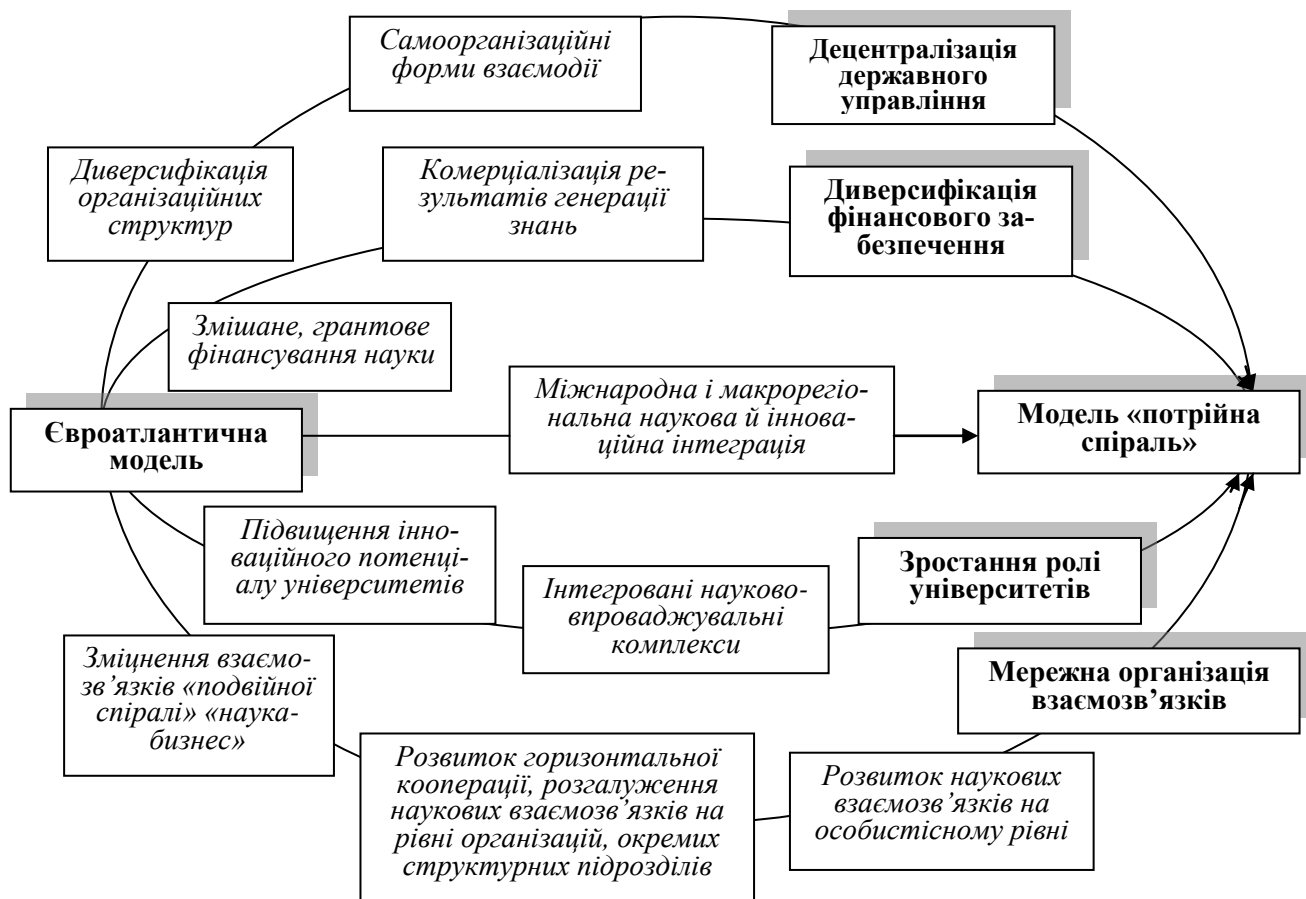 Самоорганізаційні
форми взаємодії
Децентралізація
державного
управління
Диверсифікація
організаційних
структур
Комерціалізація ре-
зультатів генерації
знань
Диверсифікація
фінансового за-
безпечення
Змішане, грантове
фінансування науки
Міжнародна і макрорегіо-
нальна наукова й іннова-
ційна інтеграція
Євроатлантична
модель
Модель «потрійна
спіраль»
Підвищення інно-
ваційного потенці-
алу університетів
Інтегровані науково-
впроваджувальні
комплекси
Зростання ролі
університетів
Зміцнення взаємо-
зв’язків «подвійної
спіралі» «наука-
бизнес»
Мережна організація
взаємозв’язків
Розвиток горизонтальної
кооперації, розгалуження
наукових взаємозв’язків на
рівні організацій, окремих
структурних підрозділів
Розвиток наукових
взаємозв’язків на
особистісному рівні